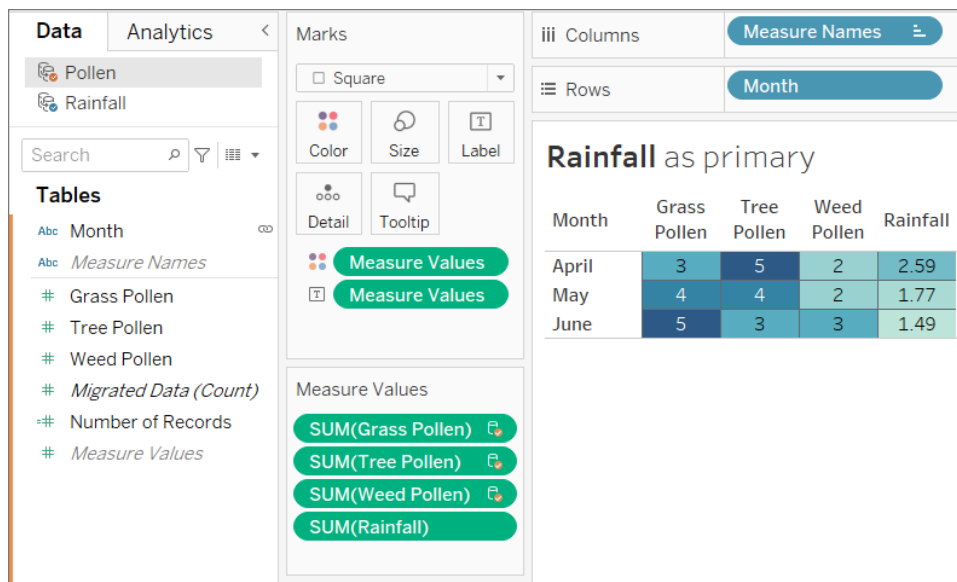 Data
Analytics
Pollen
Rainfall
Search
Tables
Abc Month
Abc Measure Names
# Grass Pollen
# Tree Pollen
# Weed Pollen
# Migrated Data (Count)
=# Number of Records
# Measure Values
Marks
Square
Color Size Label
T
Detail Tooltip
Measure Values
T Measure Values
Measure Values
SUM(Grass Pollen)
SUM(Tree Pollen)
SUM(Weed Pollen)
SUM(Rainfall)
iii Columns Measure Names
Rows Month
Rainfall as primary
Month Grass Pollen Tree Pollen Weed Pollen Rainfall
April 3 5 2 2.59
May 4 4 2 1.77
June 5 3 3 1.49